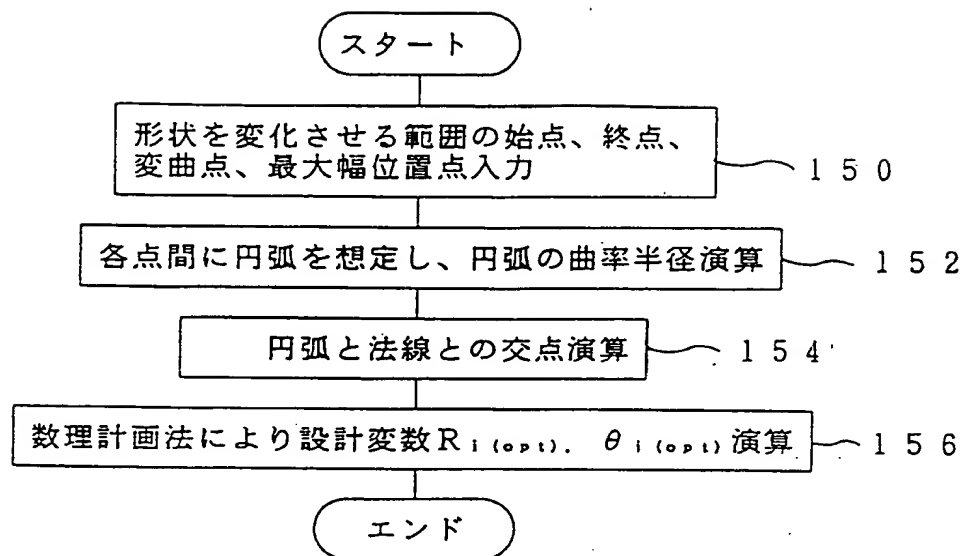 スタート
形状を変化させる範囲の始点、終点、
変曲点、最大幅位置点入力
150
各点間に円弧を想定し、円弧の曲率半径演算
152
円弧と法線との交点演算
154
数理計画法により設計変数Ri(opt). θi(opt)演算
156
エンド